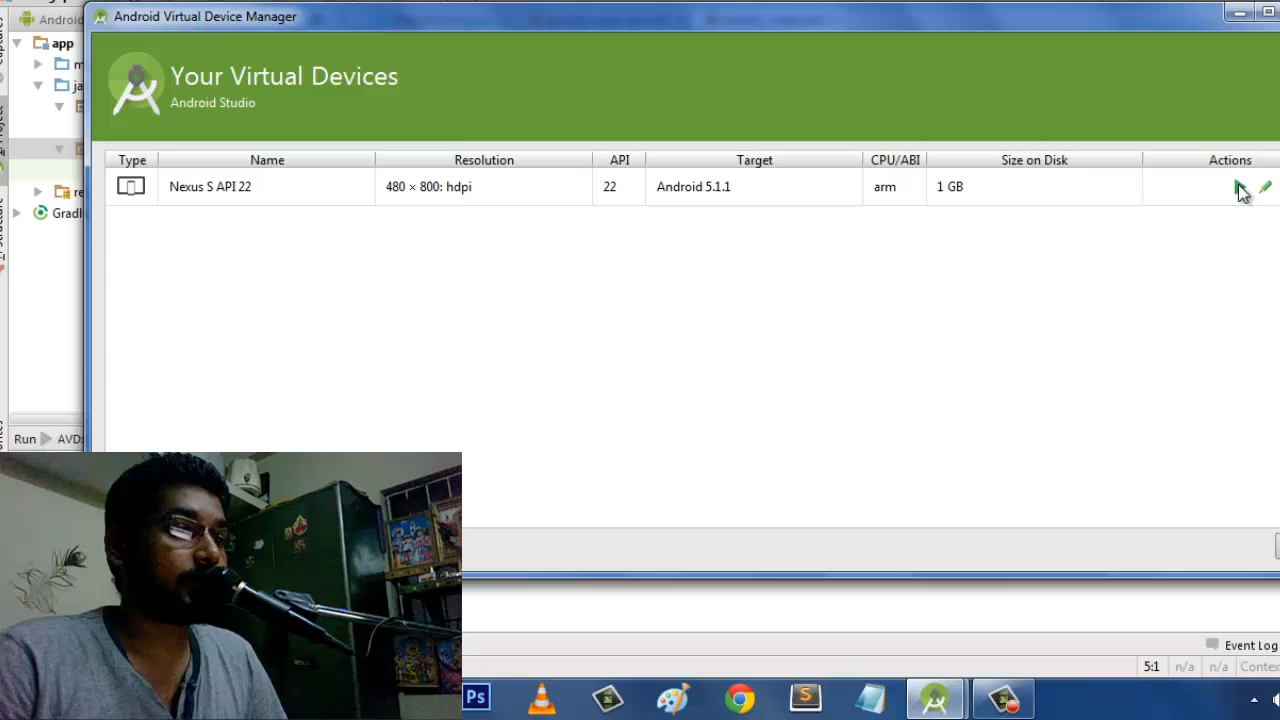 Android
Android Virtual Device Manager
app
Your Virtual Devices
Android Studio
Type Name Resolution API Target CPU/ABI Size on Disk Actions
Nexus S API 22 480 × 800: hdpi 22 Android 5.1.1 arm 1 GB
Gradl
Run AVD:
Event Log
5:1 n/a n/a Contex
Ps
S